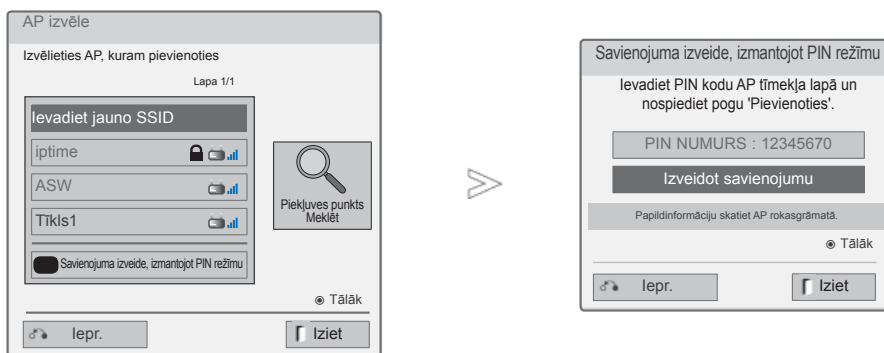 AP izvēle
Izvēlieties AP, kuram pievienoties
Lapa 1/1
Ievadiet jauno SSID
iptime
ASW
Tīkls1
Savienojuma izveide, izmantojot PIN režīmu
Piekļuves punkts
Meklēt
◉ Tālāk
Iepr.
Iziet
Savienojuma izveide, izmantojot PIN režīmu
Ievadiet PIN kodu AP tīmekļa lapā un
nospiediet pogu 'Pievienoties'.
PIN NUMURS : 12345670
Izveidot savienojumu
Papildinformāciju skatiet AP rokasgrāmatā.
◉ Tālāk
Iepr.
Iziet